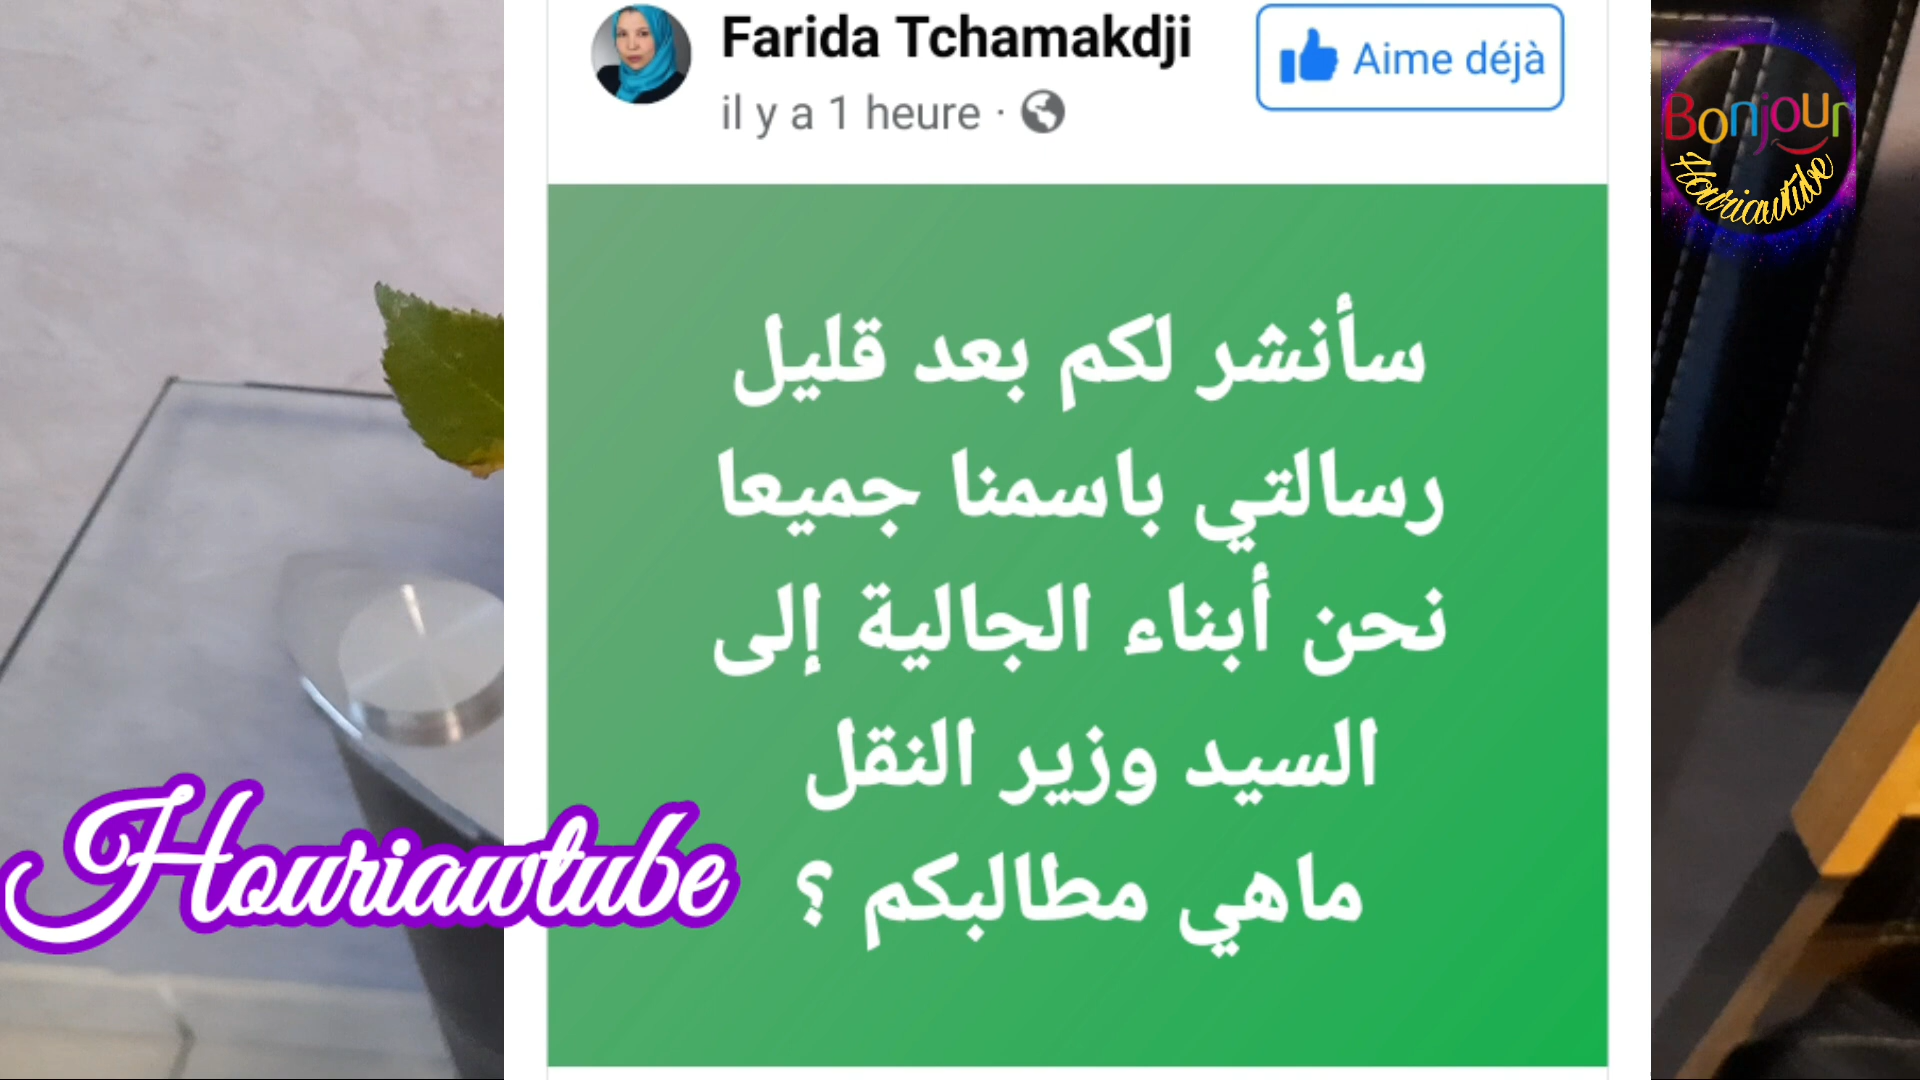 Farida Tchamakdji
il y a 1 heure ·
Aime déjà
Bonjour
Houriawtube
سأنشر لكم بعد قليل
رسالتي باسمنا جميعا
نحن أبناء الجالية إلى
السيد وزير النقل
ماهي مطالبكم ؟
Houriawtube